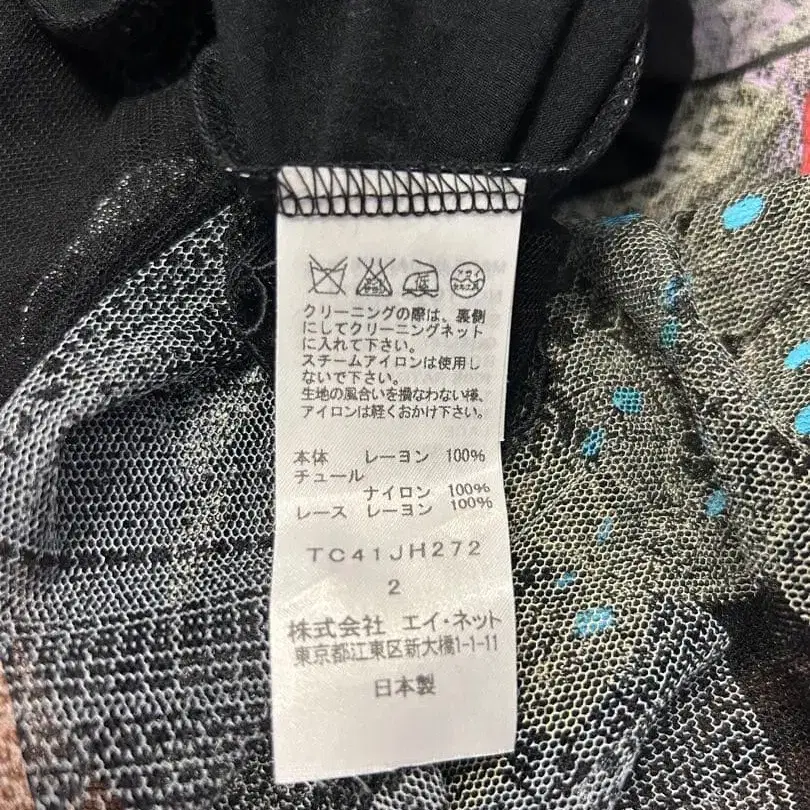 クリーニングの際は、裏側
にしてクリーニングネット
に入れて下さい。
スチームアイロンは使用し
ないで下さい。
生地の風合いを損なわない様、
アイロンは軽くおかけ下さい。
本体 レーヨン 100%
チュール
ナイロン 100%
レース レーヨン 100%
TC41JH272
2
株式会社 エイ・ネット
東京都江東区新大橋1-1-11
日本製